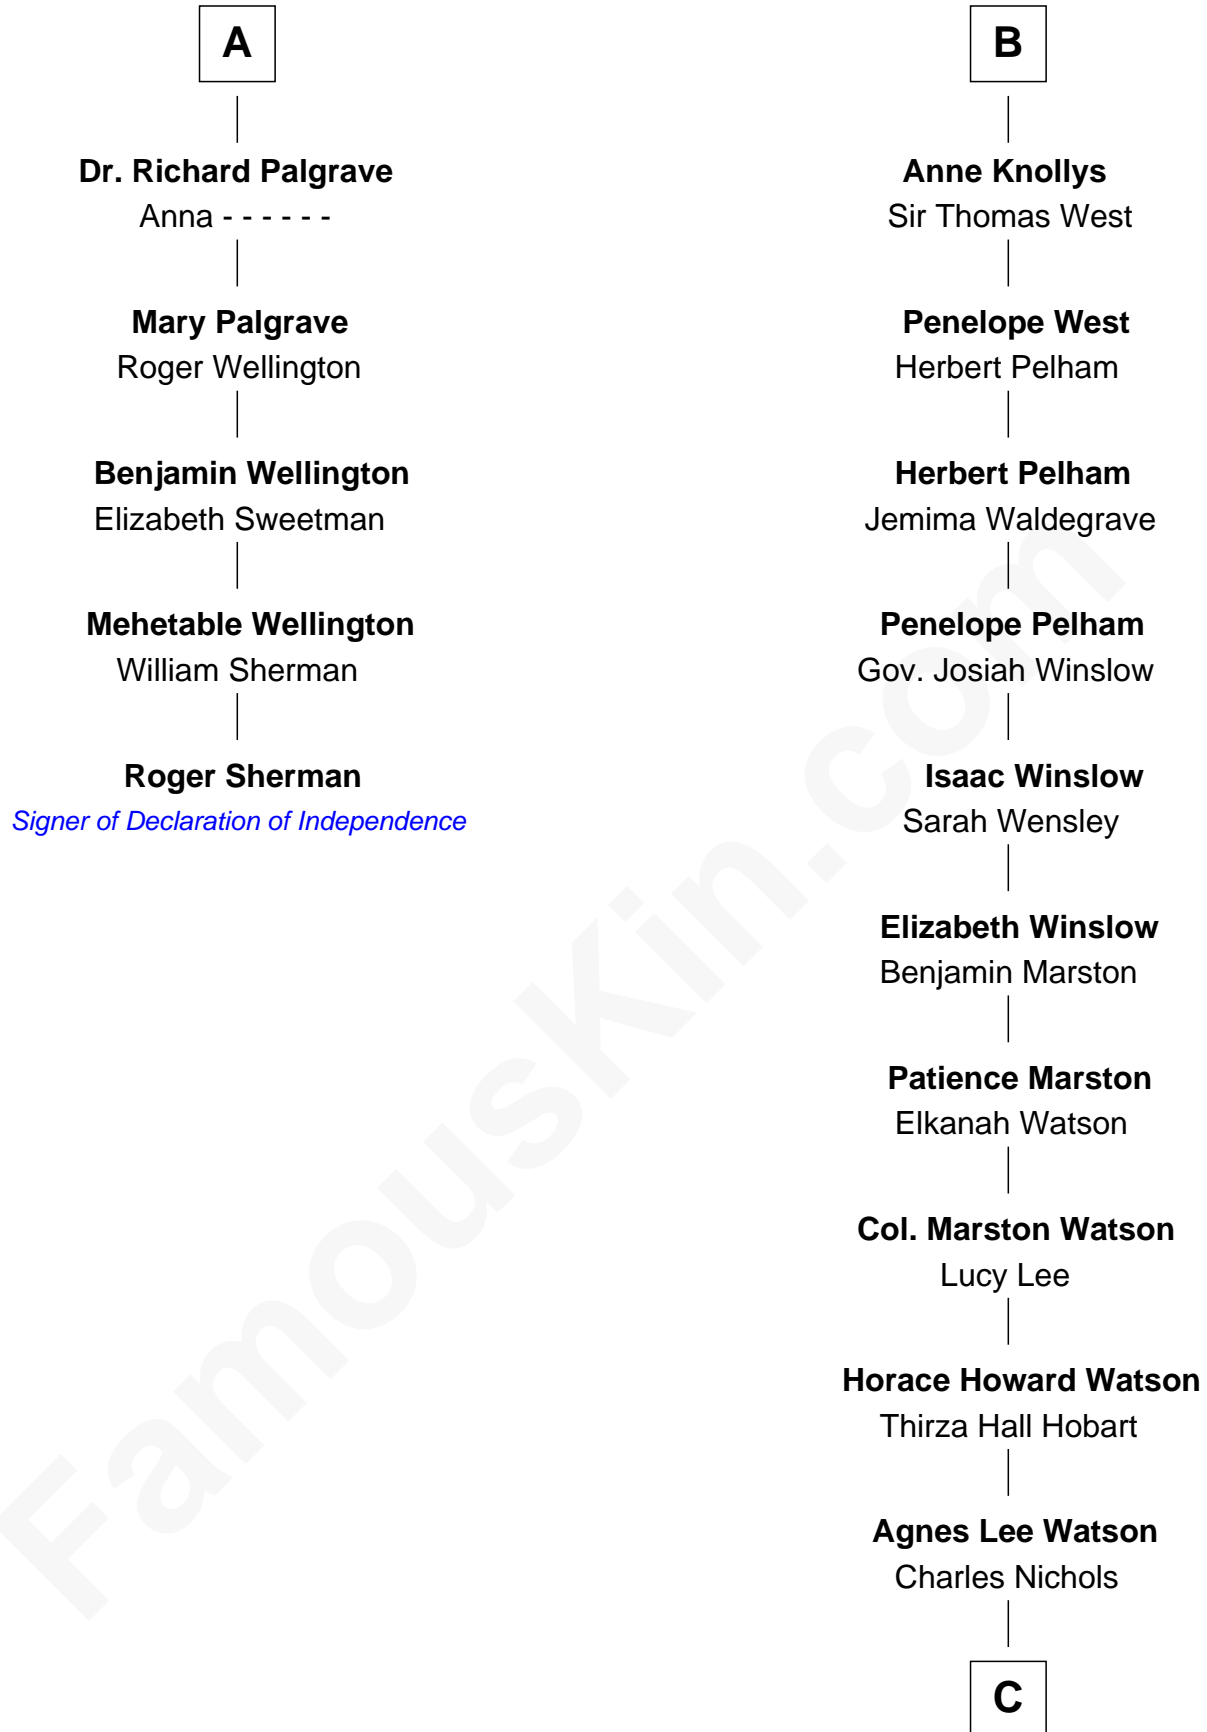 A
Dr. Richard Palgrave
Anna - - - - - -
Mary Palgrave
Roger Wellington
Benjamin Wellington
Elizabeth Sweetman
Mehetable Wellington
William Sherman
Roger Sherman
Signer of Declaration of Independence
B
Anne Knollys
Sir Thomas West
Penelope West
Herbert Pelham
Herbert Pelham
Jemima Waldegrave
Penelope Pelham
Gov. Josiah Winslow
Isaac Winslow
Sarah Wensley
Elizabeth Winslow
Benjamin Marston
Patience Marston
Elkanah Watson
Col. Marston Watson
Lucy Lee
Horace Howard Watson
Thirza Hall Hobart
Agnes Lee Watson
Charles Nichols
C
FamousKin.com